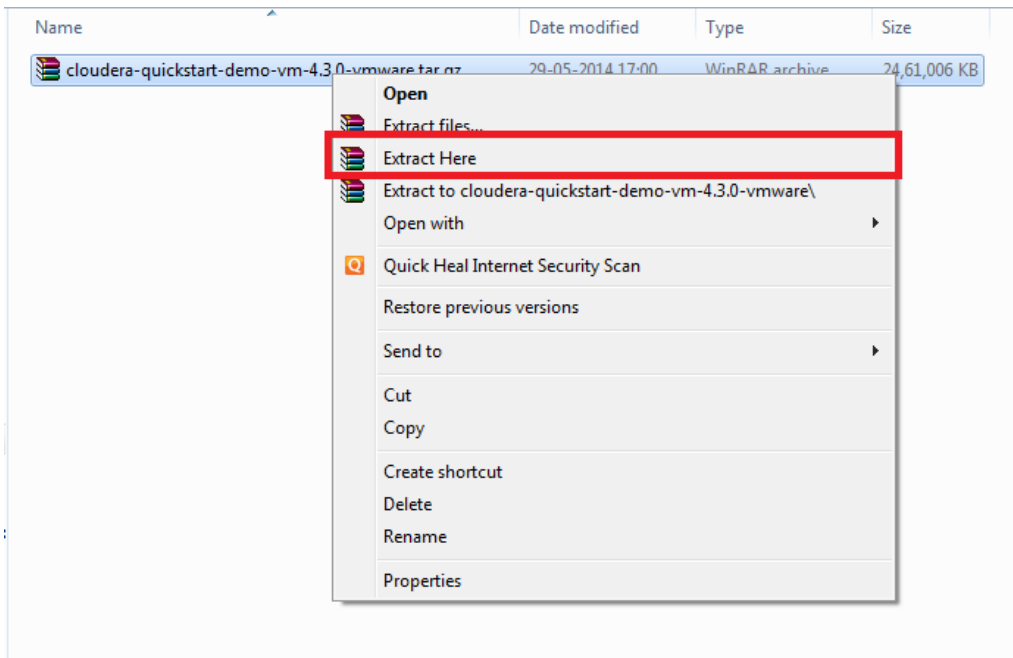 Name Date modified Type Size
cloudera-quickstart-demo-vm-4.3.0-vmware.tar.gz 29-05-2014 17:00 WinRAR archive 24,61,006 KB
Open
Extract files...
Extract Here
Extract to cloudera-quickstart-demo-vm-4.3.0-vmware\
Open with
Quick Heal Internet Security Scan
Restore previous versions
Send to
Cut
Copy
Create shortcut
Delete
Rename
Properties